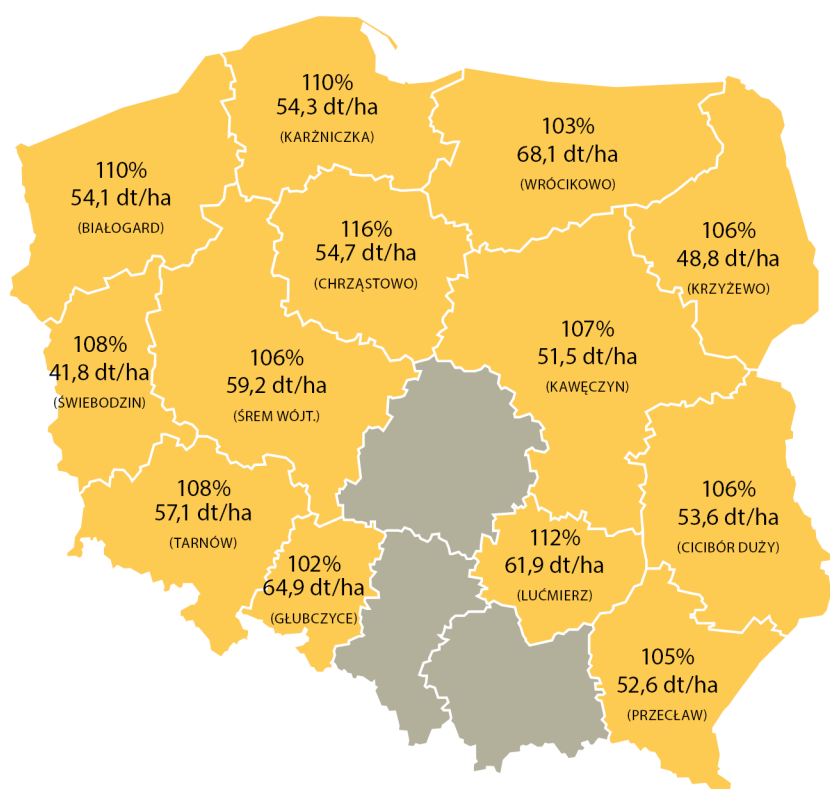 110%
54,3 dt/ha
(KARŻNICZKA)
103%
68,1 dt/ha
(WRÓCIKOWO)
110%
54,1 dt/ha
(BIAŁOGARD)
116%
54,7 dt/ha
(CHRZĄSTOWO)
106%
48,8 dt/ha
(KRZYŻEWO)
108%
41,8 dt/ha
(ŚWIEBODZIN)
106%
59,2 dt/ha
(ŚREM WÓJT.)
107%
51,5 dt/ha
(KAWĘCZYN)
108%
57,1 dt/ha
(TARNÓW)
102%
64,9 dt/ha
(GŁUBCZYCE)
112%
61,9 dt/ha
(LUĆMIERZ)
106%
53,6 dt/ha
(CICIBÓR DUŻY)
105%
52,6 dt/ha
(PRZECŁAW)